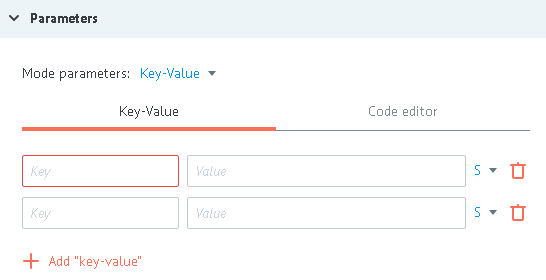 Parameters
Mode parameters: Key-Value
Key-Value Code editor
Key Value S
Key Value S
Add "key-value"